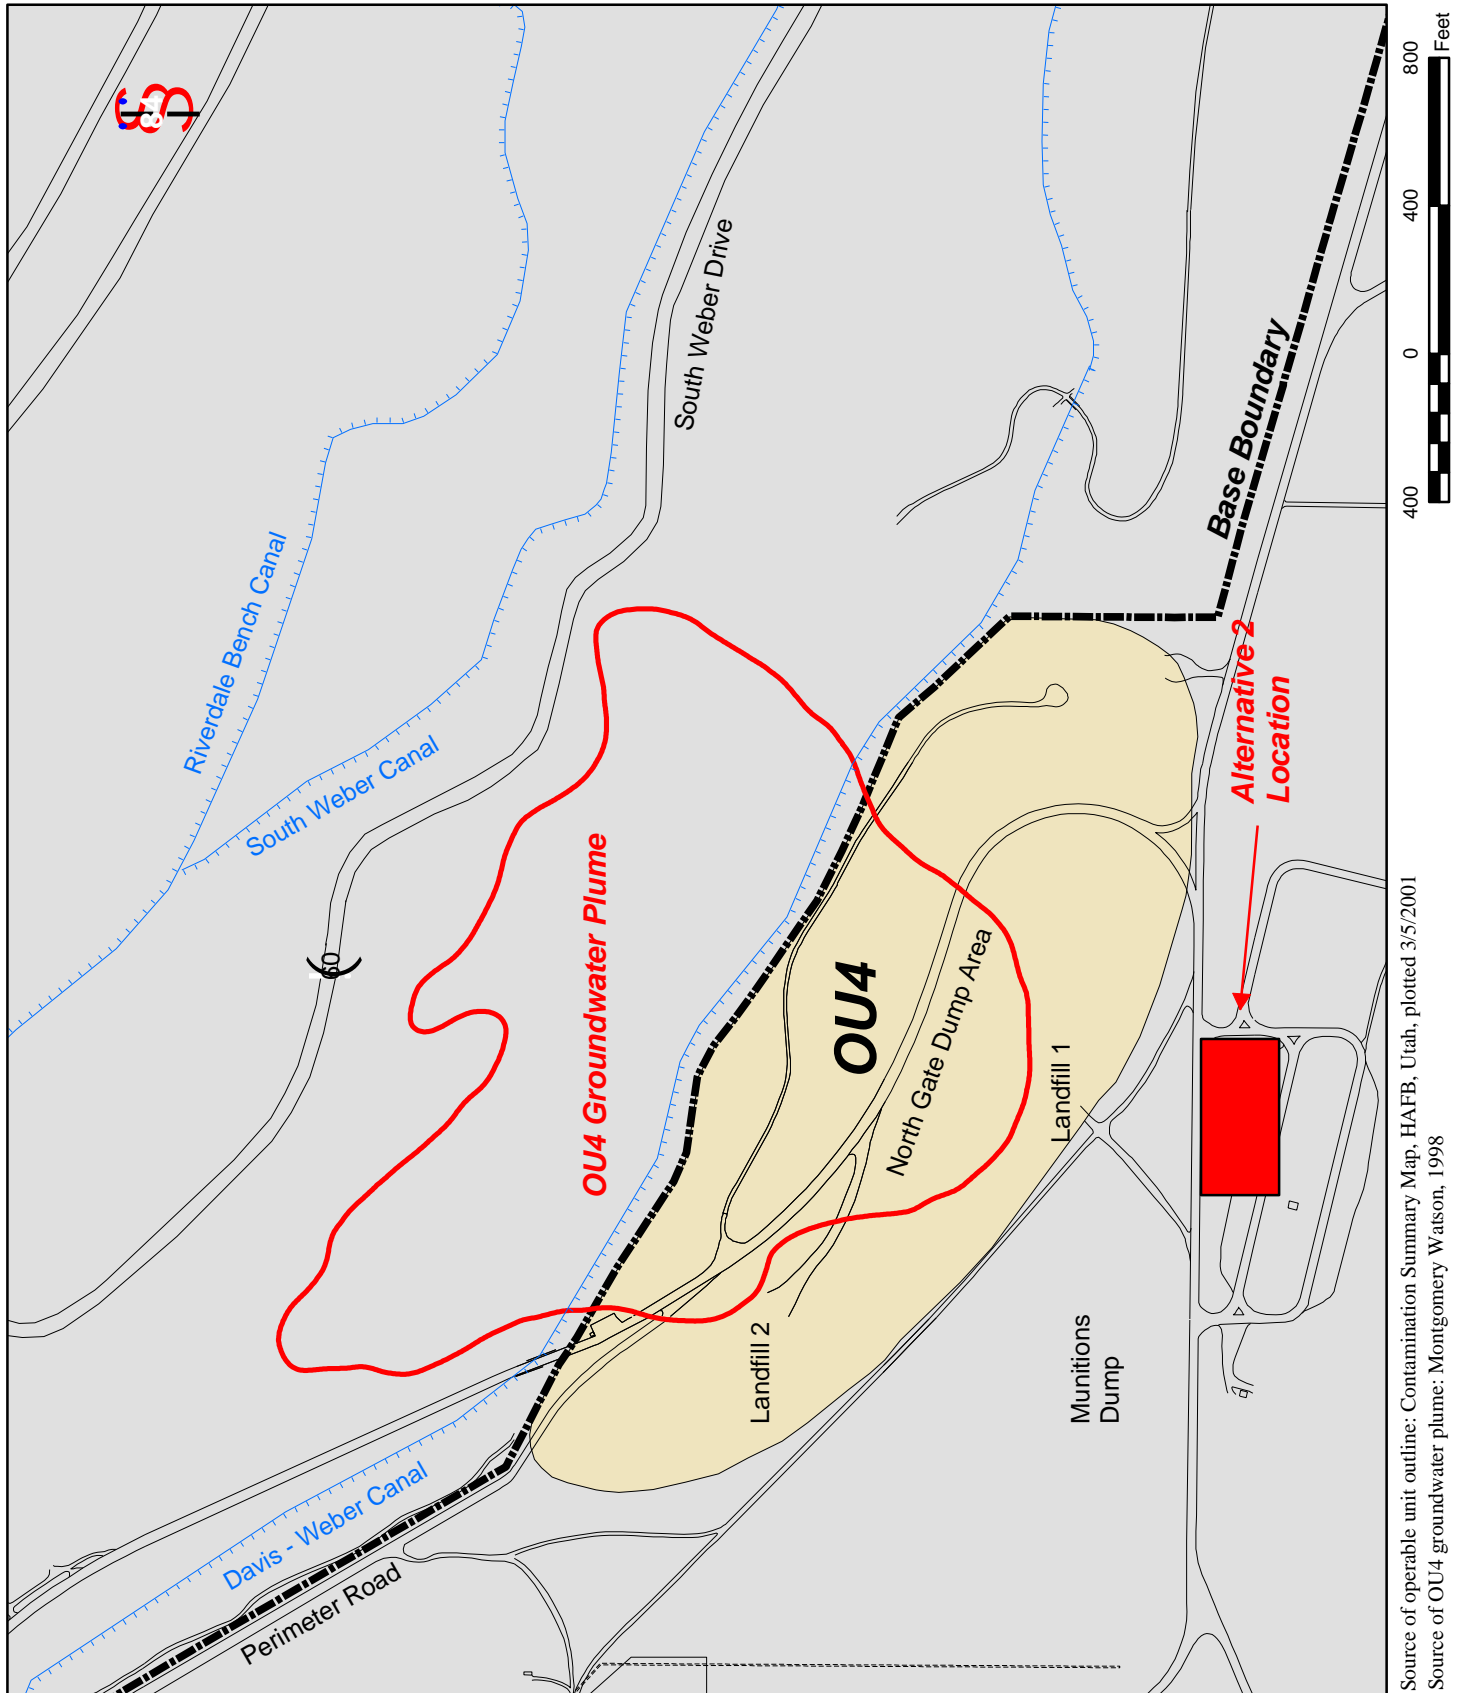 84
Riverdale Bench Canal
South Weber Canal
South Weber Drive
60
OU4 Groundwater Plume
Base Boundary
Alternative 2
Location
OU4
North Gate Dump Area
Landfill 1
Landfill 2
Munitions
Dump
Davis - Weber Canal
Perimeter Road
400 0 400 800
Feet
Source of operable unit outline: Contamination Summary Map, HAFB, Utah, plotted 3/5/2001
Source of OU4 groundwater plume: Montgomery Watson, 1998